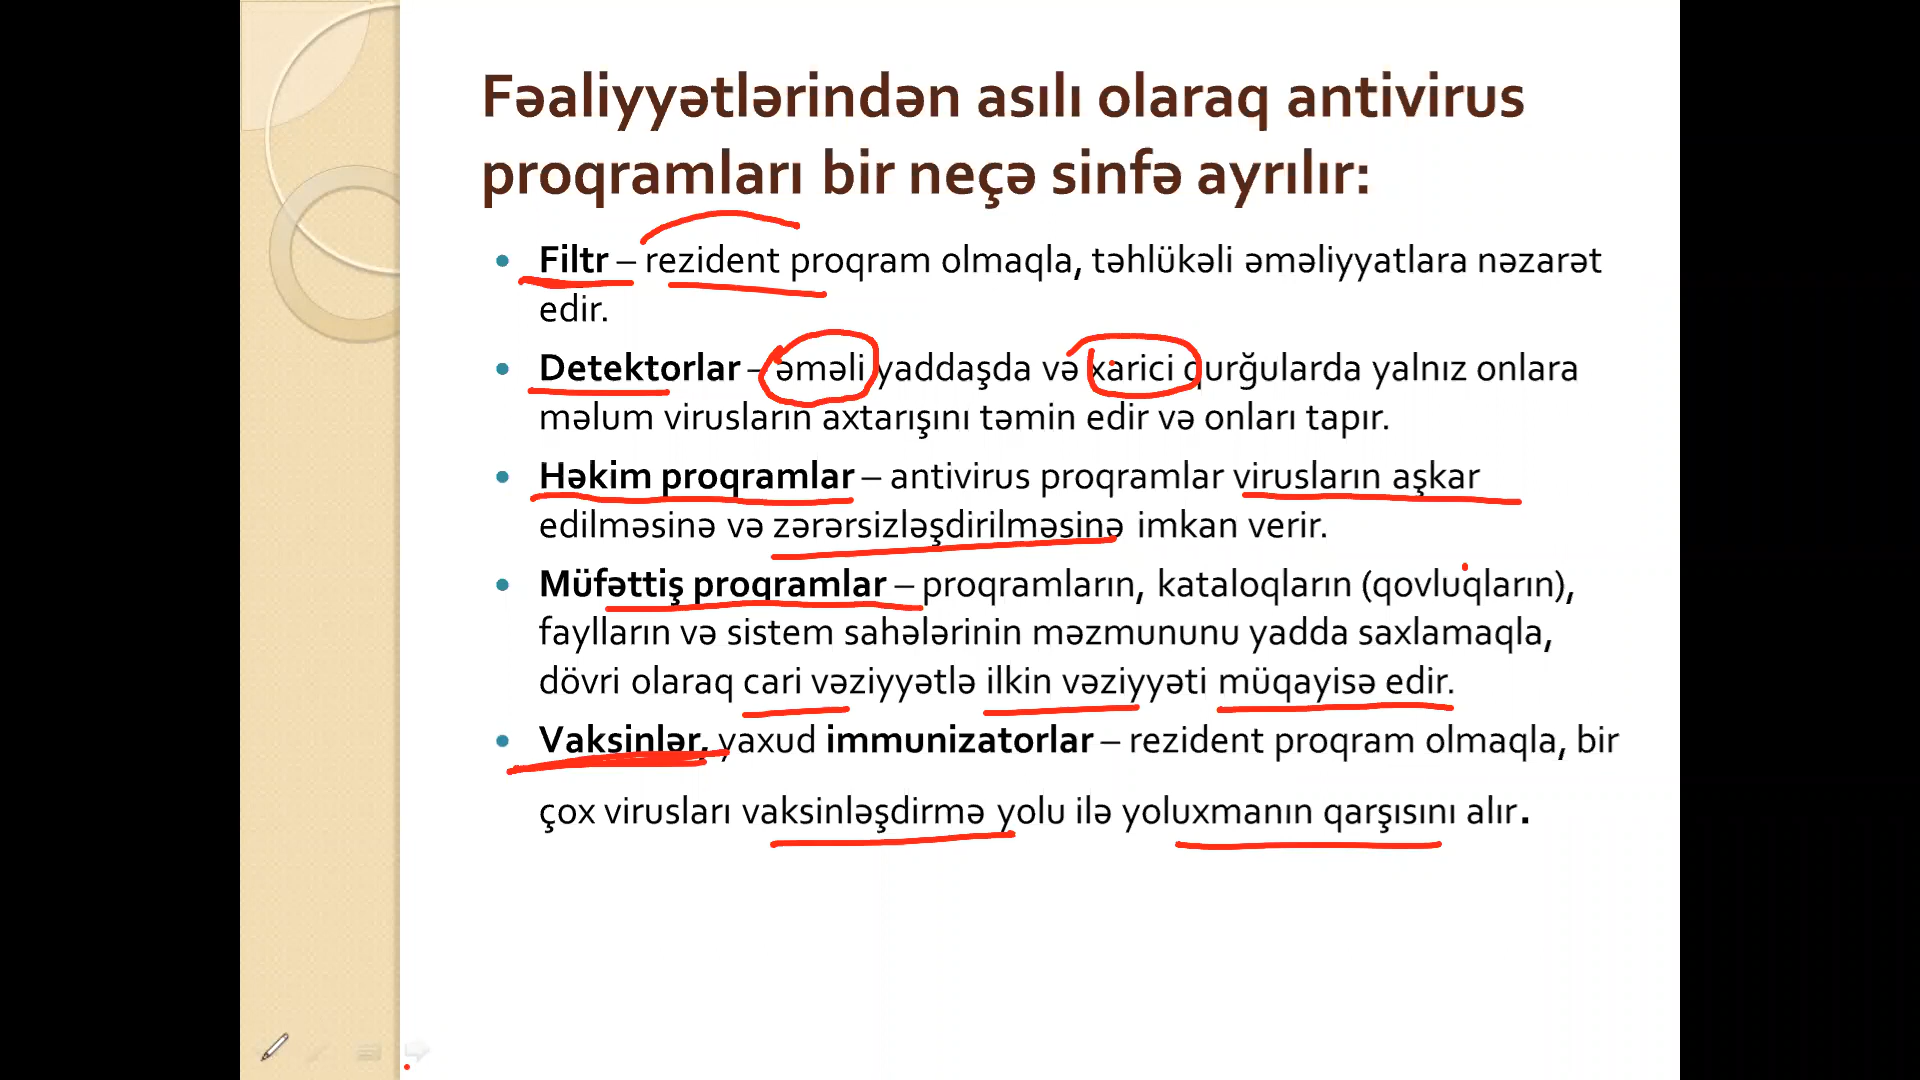 Fəaliyyətlərindən asılı olaraq antivirus
proqramları bir neçə sinfə ayrılır:
• Filtr – rezident proqram olmaqla, təhlükəli əməliyyatlara nəzarət
edir.
• Detektorlar – əməli yaddaşda və xarici qurğularda yalnız onlara
məlum virusların axtarışını təmin edir və onları tapır.
• Həkim proqramlar – antivirus proqramlar virusların aşkar
edilməsinə və zərərsizləşdirilməsinə imkan verir.
• Müfəttiş proqramlar – proqramların, kataloqların (qovluqların),
faylların və sistem sahələrinin məzmununu yadda saxlamaqla,
dövri olaraq cari vəziyyətlə ilkin vəziyyəti müqayisə edir.
• Vaksinlər, yaxud immunizatorlar – rezident proqram olmaqla, bir
çox virusları vaksinləşdirmə yolu ilə yoluxmanın qarşısını alır.